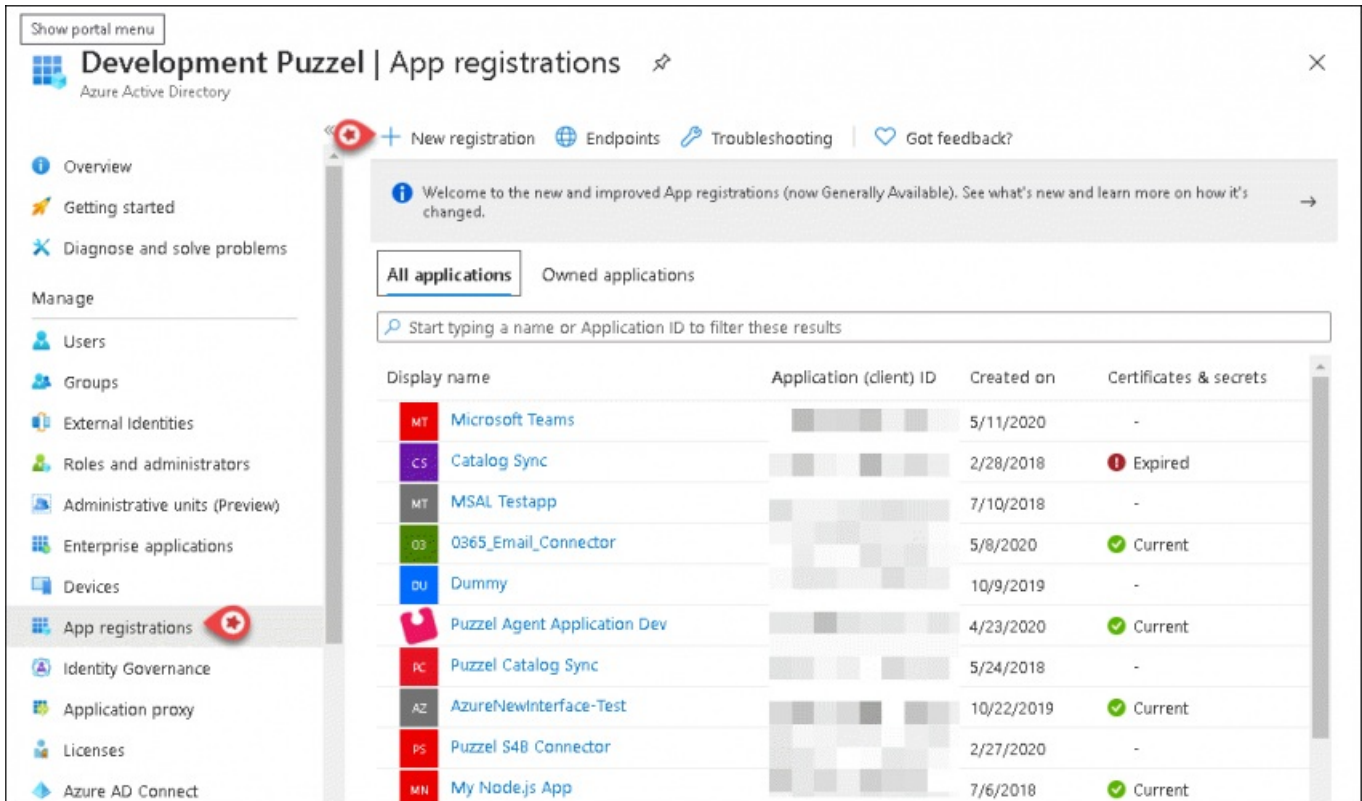 Show portal menu
Development Puzzel | App registrations
Azure Active Directory
Overview
Getting started
Diagnose and solve problems
Manage
Users
Groups
External Identities
Roles and administrators
Administrative units (Preview)
Enterprise applications
Devices
App registrations
Identity Governance
Application proxy
Licenses
Azure AD Connect
New registration Endpoints Troubleshooting Got feedback?
Welcome to the new and improved App registrations (now Generally Available). See what's new and learn more on how it's
changed.
All applications Owned applications
Start typing a name or Application ID to filter these results
Display name Application (client) ID Created on Certificates & secrets
MT Microsoft Teams 5/11/2020 -
CS Catalog Sync 2/28/2018 Expired
MT MSAL Testapp 7/10/2018 -
03 0365_Email_Connector 5/8/2020 Current
DU Dummy 10/9/2019 -
Puzzel Agent Application Dev 4/23/2020 Current
PC Puzzel Catalog Sync 5/24/2018 -
AZ AzureNewInterface-Test 10/22/2019 Current
PS Puzzel S4B Connector 2/27/2020 -
MN My Node.js App 7/6/2018 Current